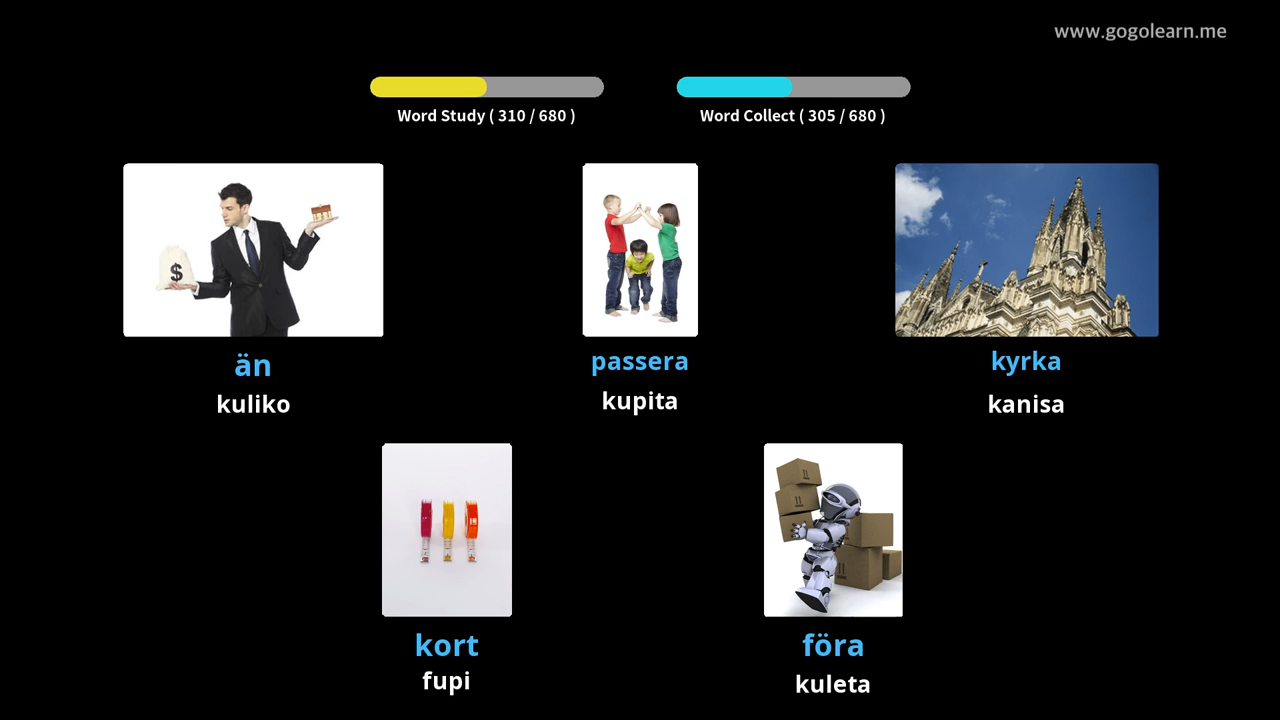 www.gogolearn.me
Word Study ( 310 / 680 )
Word Collect ( 305 / 680 )
$
än
kuliko
passera
kupita
kyrka
kanisa
kort
fupi
föra
kuleta